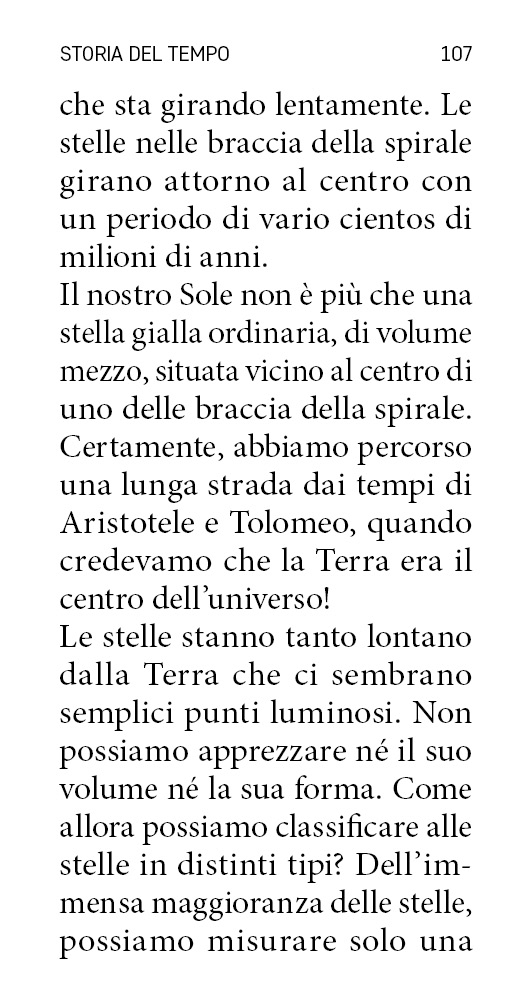 STORIA DEL TEMPO 107
che sta girando lentamente. Le
stelle nelle braccia della spirale
girano attorno al centro con
un periodo di vario cientos di
milioni di anni.
Il nostro Sole non è più che una
stella gialla ordinaria, di volume
mezzo, situata vicino al centro di
uno delle braccia della spirale.
Certamente, abbiamo percorso
una lunga strada dai tempi di
Aristotele e Tolomeo, quando
credevamo che la Terra era il
centro dell'universo!
Le stelle stanno tanto lontano
dalla Terra che ci sembrano
semplici punti luminosi. Non
possiamo apprezzare né il suo
volume né la sua forma. Come
allora possiamo classificare alle
stelle in distinti tipi? Dell'im-
mensa maggioranza delle stelle,
possiamo misurare solo una